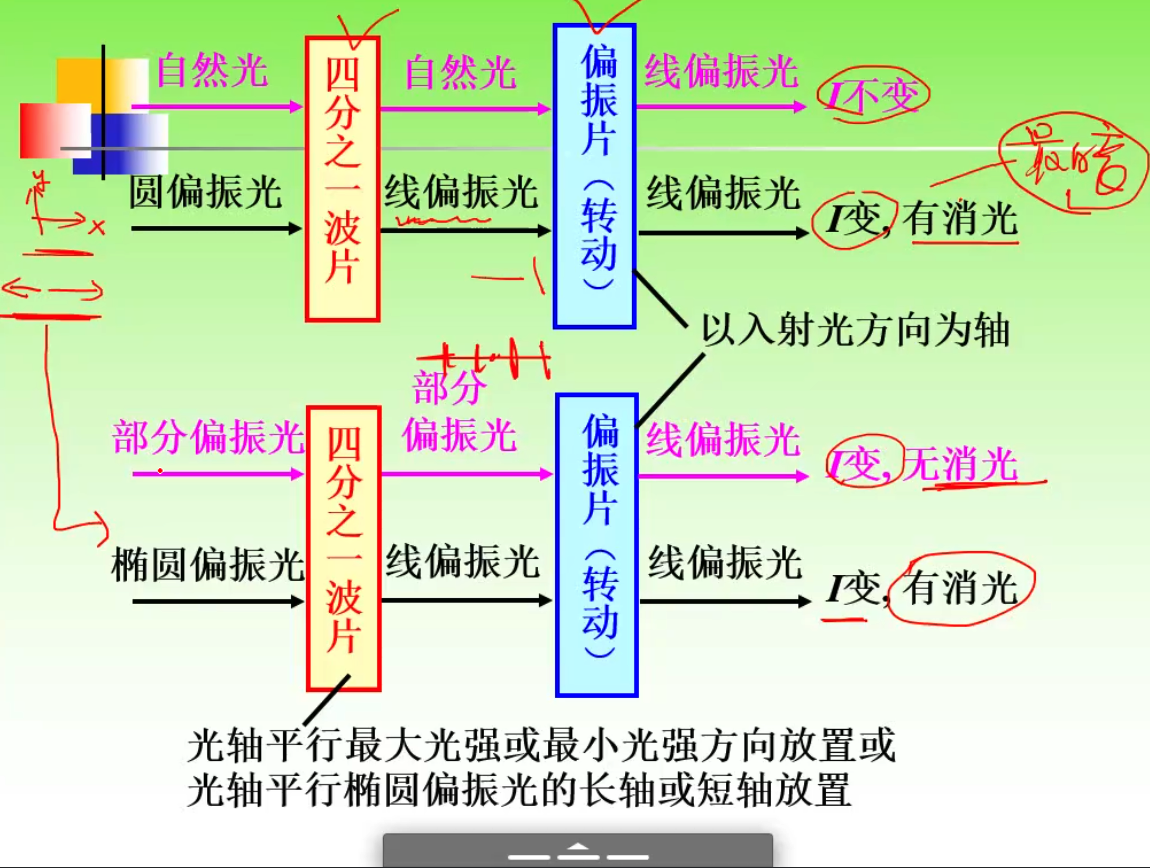 自然光
四分之一波片
自然光
偏振片（转动）
线偏振光
I不变
最暗
圆偏振光
线偏振光
线偏振光
I变, 有消光
y
x
以入射光方向为轴
部分偏振光
四分之一波片
部分
偏振光
偏振片（转动）
线偏振光
I变, 无消光
椭圆偏振光
线偏振光
线偏振光
I变, 有消光
光轴平行最大光强或最小光强方向放置或
光轴平行椭圆偏振光的长轴或短轴放置